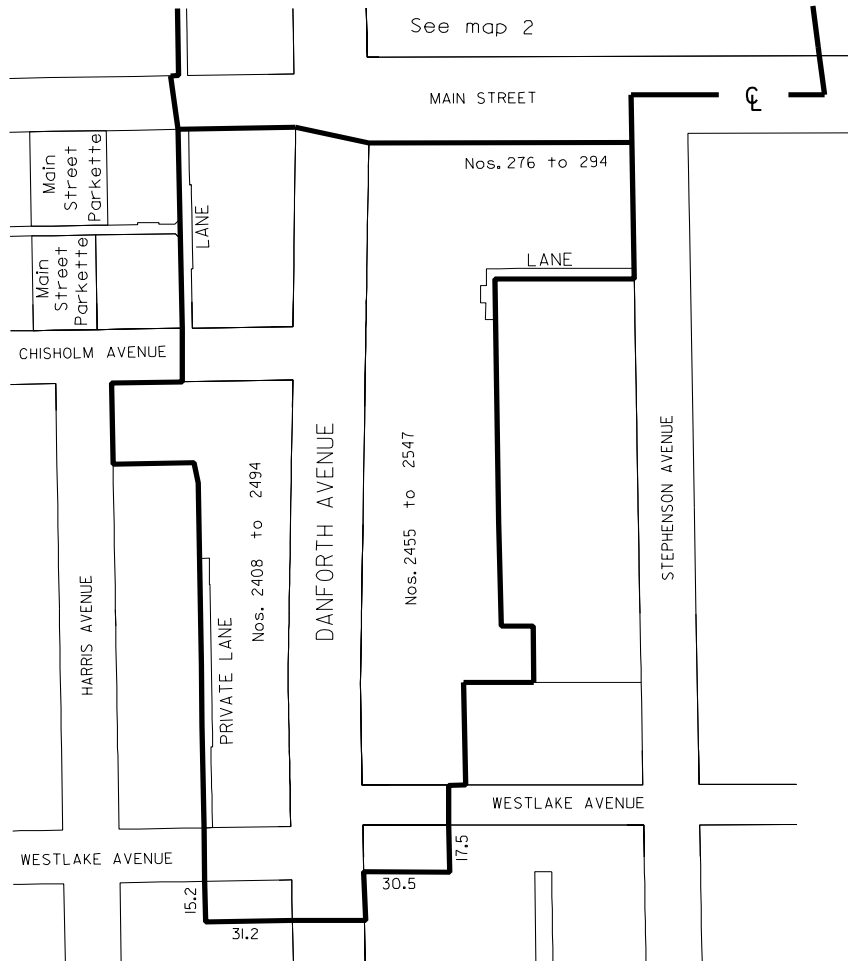 See map 2
MAIN STREET
℄
Nos. 276 to 294
Main
Street
Parkette
LANE
LANE
Main
Street
Parkette
CHISHOLM AVENUE
DANFORTH AVENUE
Nos. 2408 to 2494
Nos. 2455 to 2547
STEPHENSON AVENUE
HARRIS AVENUE
PRIVATE LANE
WESTLAKE AVENUE
WESTLAKE AVENUE
17.5
30.5
15.2
31.2